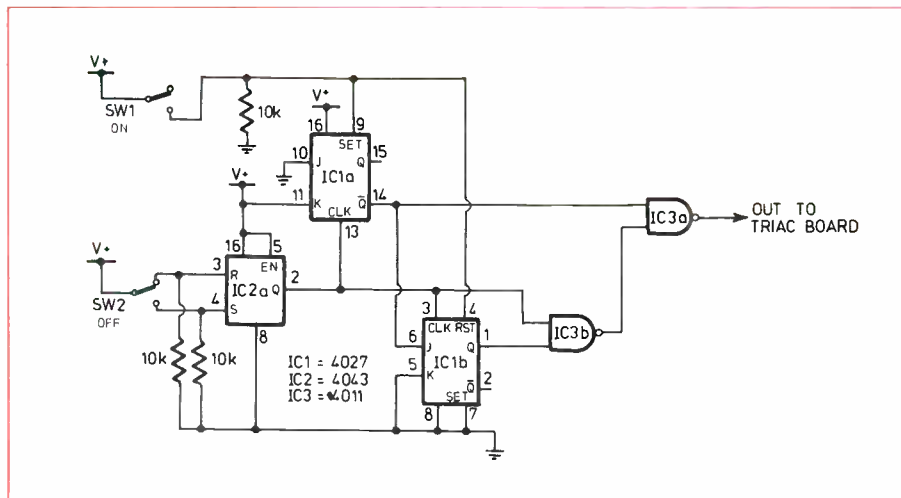 V+
SW1
ON
10k
V+
16
9
SET
10
J
Q
15
IC1a
11
K
Q̅
14
CLK
13
V+
16
5
EN
3
R
IC2a
Q
2
4
S
8
V+
SW2
OFF
10k
10k
IC1 = 4027
IC2 = 4043
IC3 = 4011
3
4
CLK
RST
6
J
Q
1
IC1b
5
K
Q̅
2
SET
8
7
IC3a
IC3b
OUT TO
TRIAC BOARD